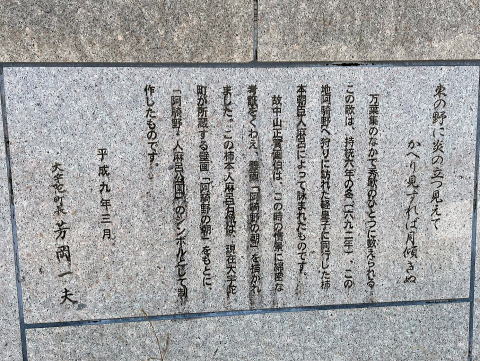 東の野に炎の立つ見えて
かへり見すれば月傾きぬ
万葉集のなかで秀歌のひとつに数えられる
この歌は、持統六年の冬（六九二年）、この
地阿騎野へ狩りに訪れた軽皇子に同行した柿
本朝臣人麻呂によって詠まれたものです。
故中山正實画伯は、この時の情景に綿密な
考証をくわえ、壁画「阿騎野の朝」を描かれ
ました。この柿本人麻呂石像は、現在大宇陀
町が所蔵する壁画「阿騎野の朝」をもとに、
「阿騎野・人麻呂公園」のシンボルとして制
作したものです。
平成九年三月
大宇陀町長 芳岡一夫